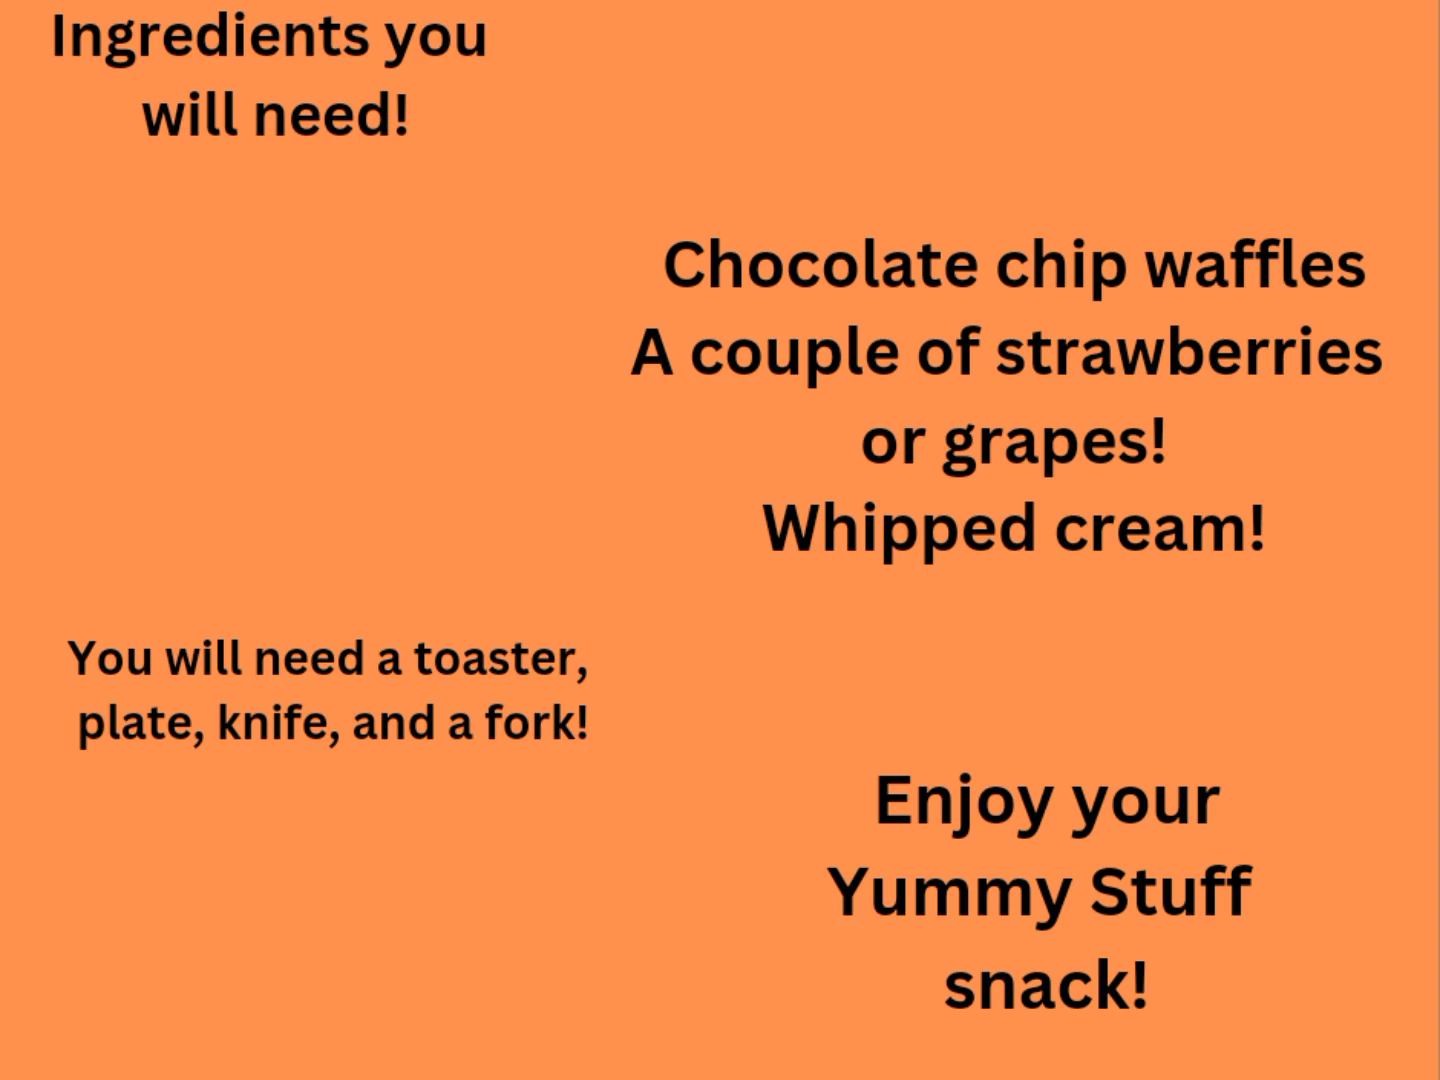 Ingredients you
will need!
Chocolate chip waffles
A couple of strawberries
or grapes!
Whipped cream!
You will need a toaster,
plate, knife, and a fork!
Enjoy your
Yummy Stuff
snack!